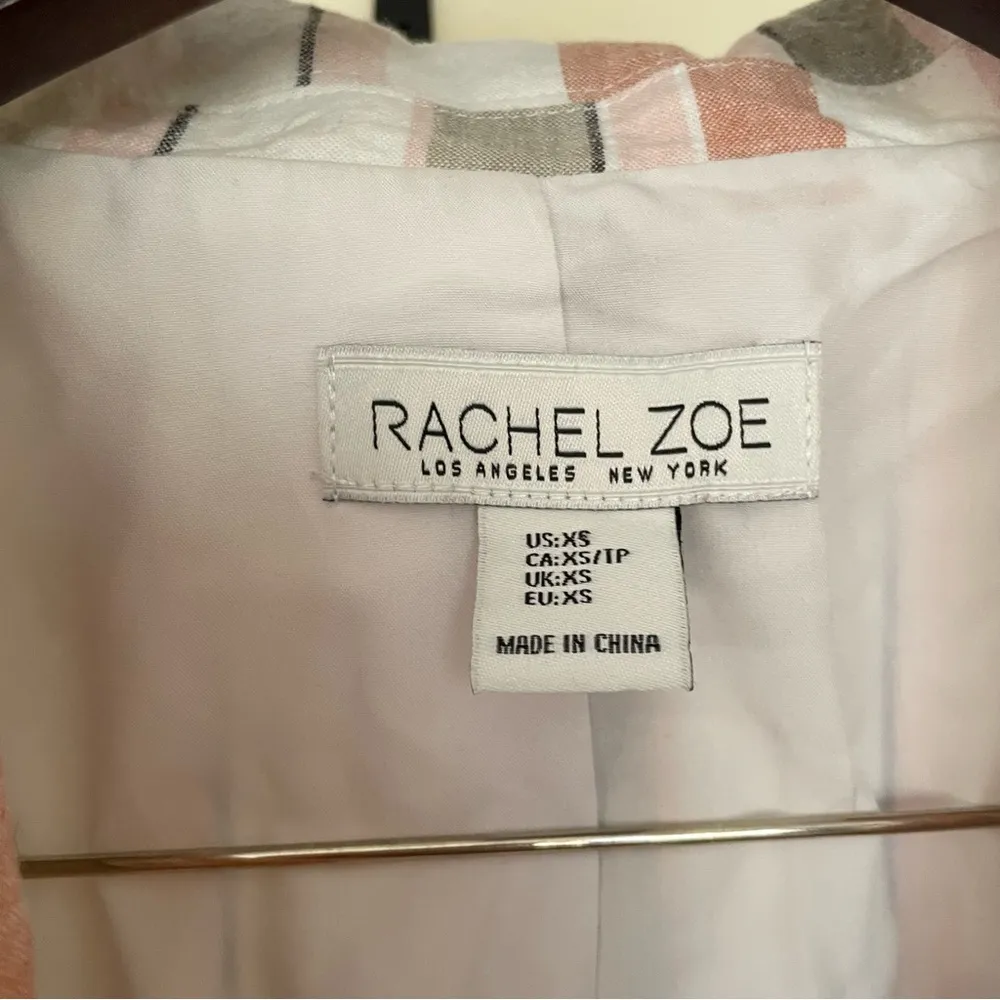 RACHEL ZOE
LOS ANGELES NEW YORK
US:XS
CA:XS/TP
UK:XS
EU:XS
MADE IN CHINA